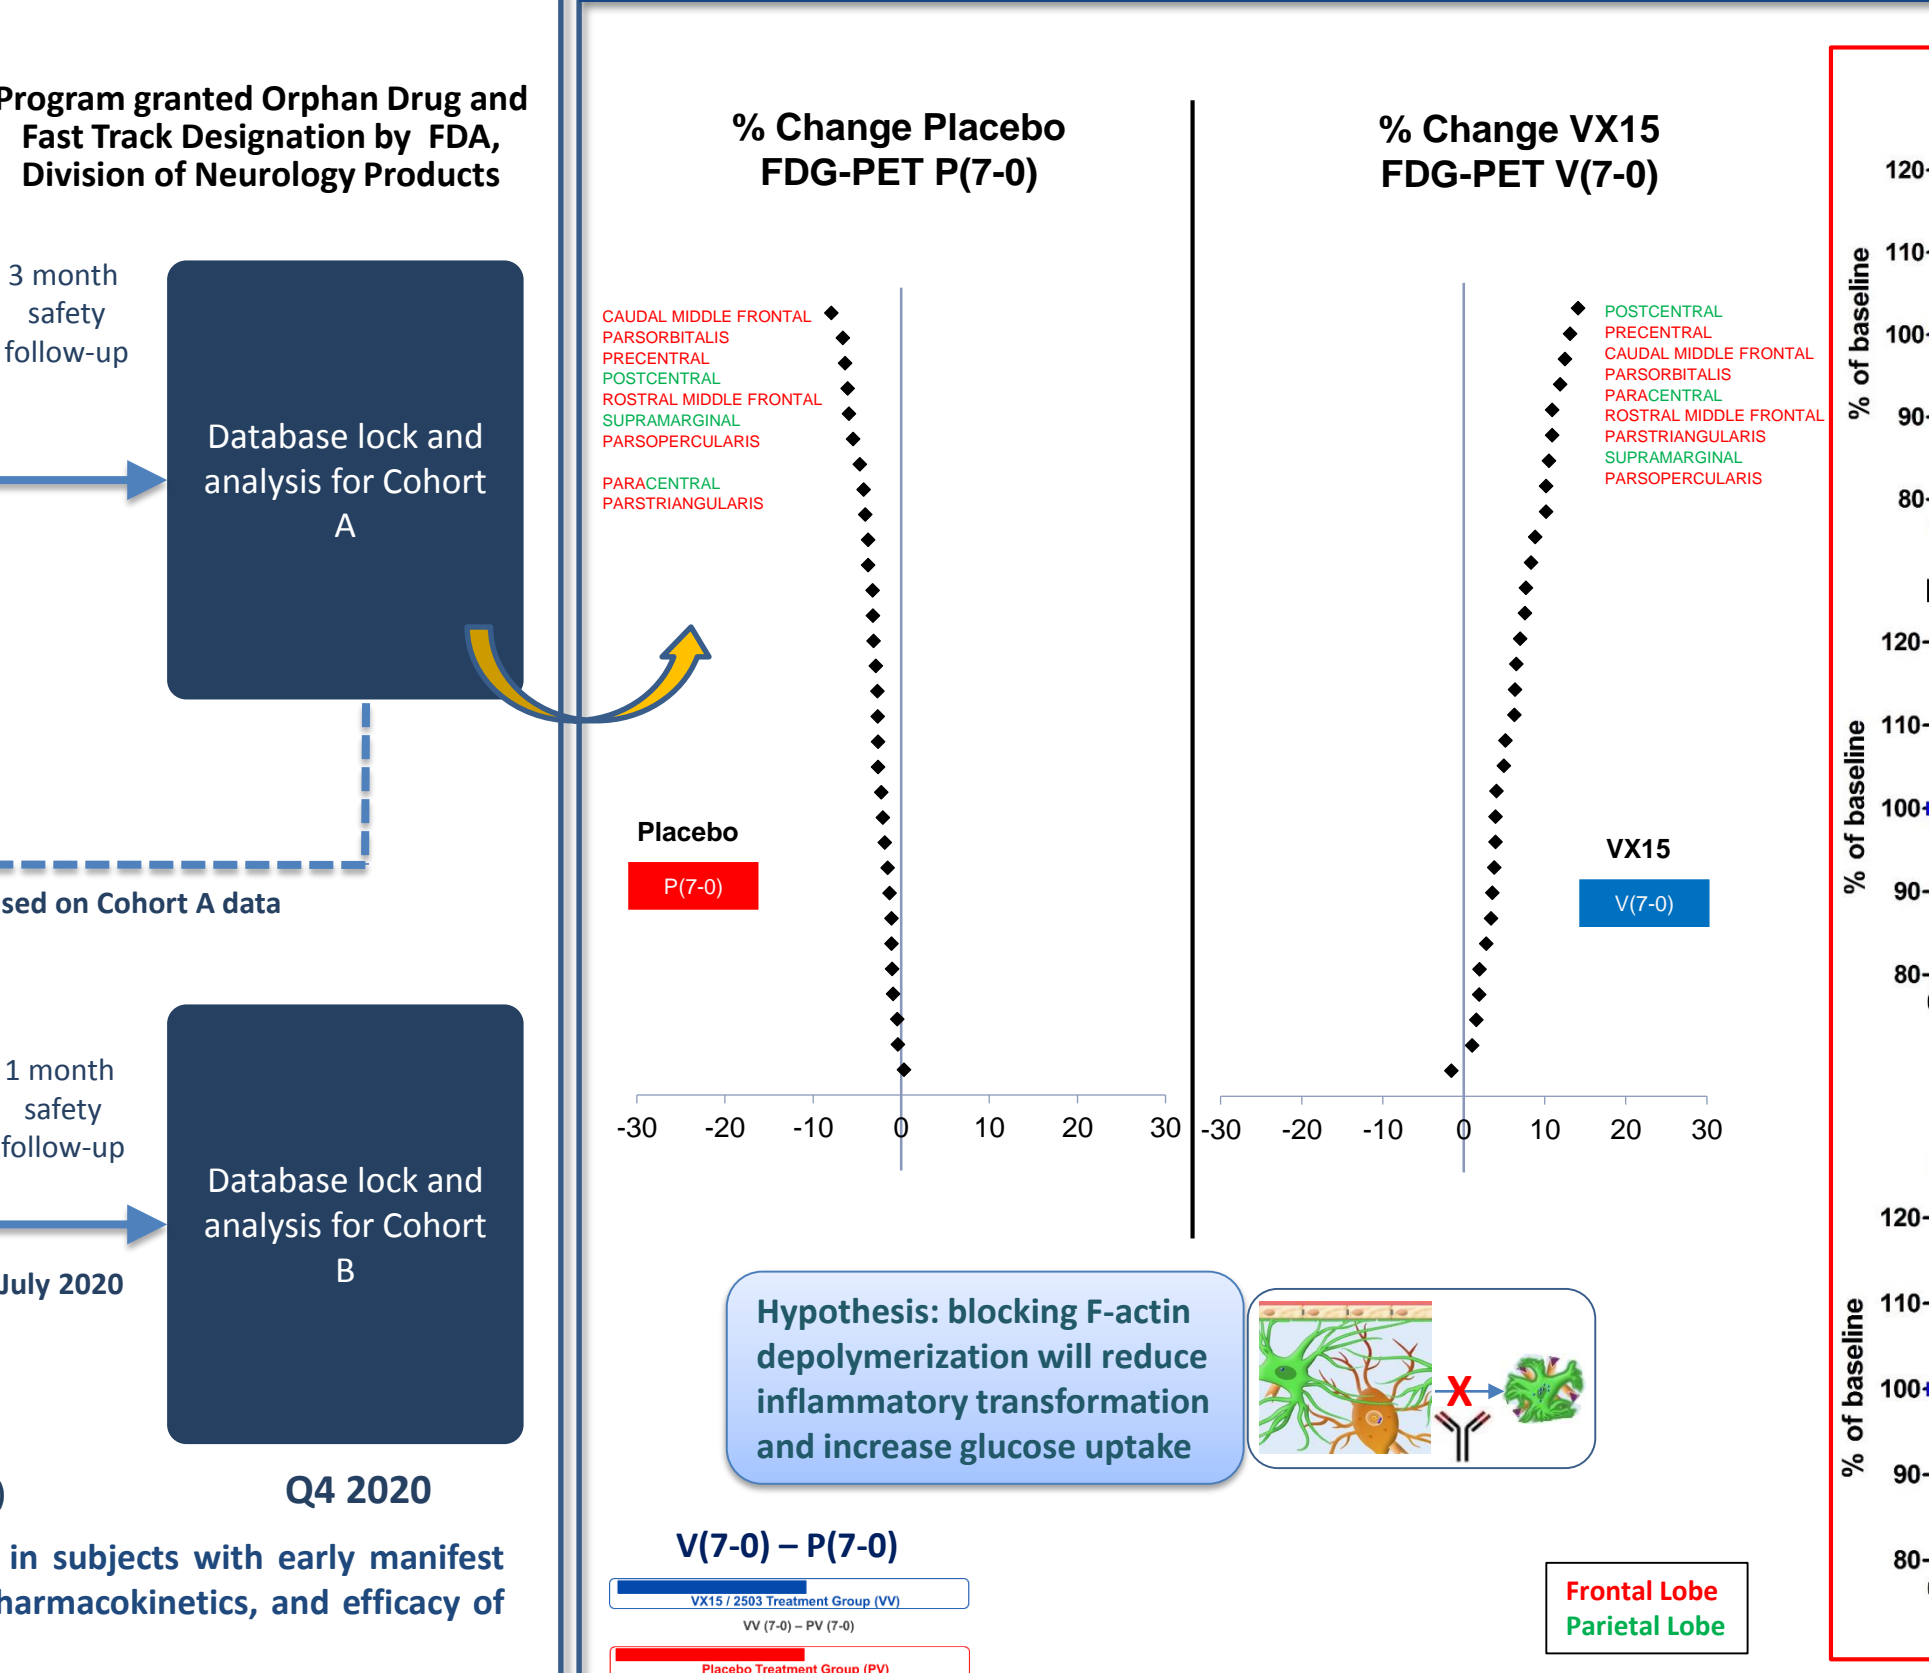 Program granted Orphan Drug and
Fast Track Designation by FDA,
Division of Neurology Products
3 month
safety
follow-up
Database lock and
analysis for Cohort
A
sed on Cohort A data
1 month
safety
follow-up
Database lock and
analysis for Cohort
B
July 2020
)
Q4 2020
in subjects with early manifest
harmacokinetics, and efficacy of
% Change Placebo
FDG-PET P(7-0)
CAUDAL MIDDLE FRONTAL
PARSORBITALIS
PRECENTRAL
POSTCENTRAL
ROSTRAL MIDDLE FRONTAL
SUPRAMARGINAL
PARSOPERCULARIS
PARACENTRAL
PARSTRIANGULARIS
Placebo
P(7-0)
-30 -20 -10 0 10 20 30
% Change VX15
FDG-PET V(7-0)
POSTCENTRAL
PRECENTRAL
CAUDAL MIDDLE FRONTAL
PARSORBITALIS
PARACENTRAL
ROSTRAL MIDDLE FRONTAL
PARSTRIANGULARIS
SUPRAMARGINAL
PARSOPERCULARIS
VX15
V(7-0)
-30 -20 -10 0 10 20 30
Hypothesis: blocking F-actin
depolymerization will reduce
inflammatory transformation
and increase glucose uptake
X
V(7-0) – P(7-0)
VX15 / 2503 Treatment Group (VV)
VV (7-0) – PV (7-0)
Placebo Treatment Group (PV)
Frontal Lobe
Parietal Lobe
% of baseline
120
110
100
90
80
% of baseline
120
110
100
90
80
% of baseline
120
110
100
90
80